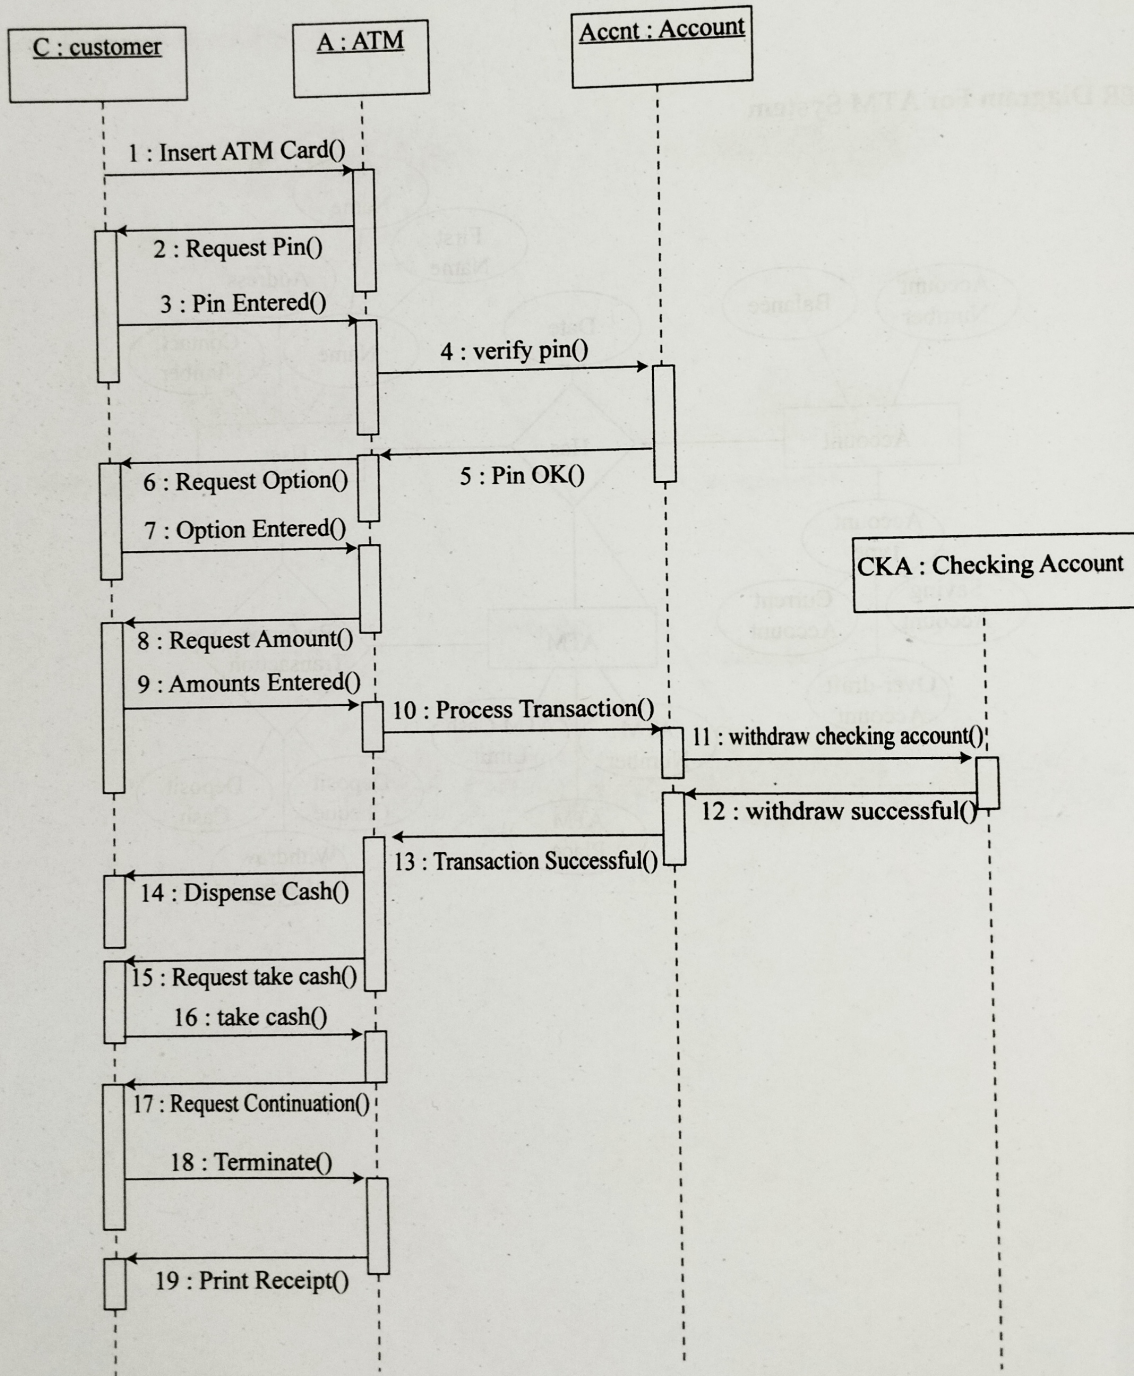 C : customer
A : ATM
Accnt : Account
1 : Insert ATM Card()
2 : Request Pin()
3 : Pin Entered()
4 : verify pin()
5 : Pin OK()
6 : Request Option()
7 : Option Entered()
CKA : Checking Account
8 : Request Amount()
9 : Amounts Entered()
10 : Process Transaction()
11 : withdraw checking account()
12 : withdraw successful()
13 : Transaction Successful()
14 : Dispense Cash()
15 : Request take cash()
16 : take cash()
17 : Request Continuation()
18 : Terminate()
19 : Print Receipt()